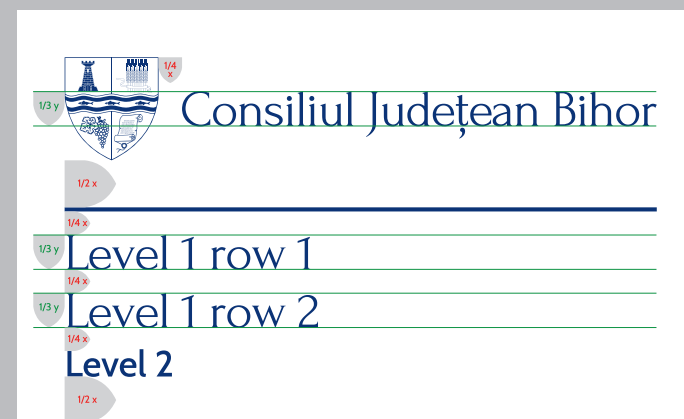 1/4
x
1/3 y
Consiliul Județean Bihor
1/2 x
1/4 x
1/3 y
Level 1 row 1
1/4 x
1/3 y
Level 1 row 2
1/4 x
Level 2
1/2 x